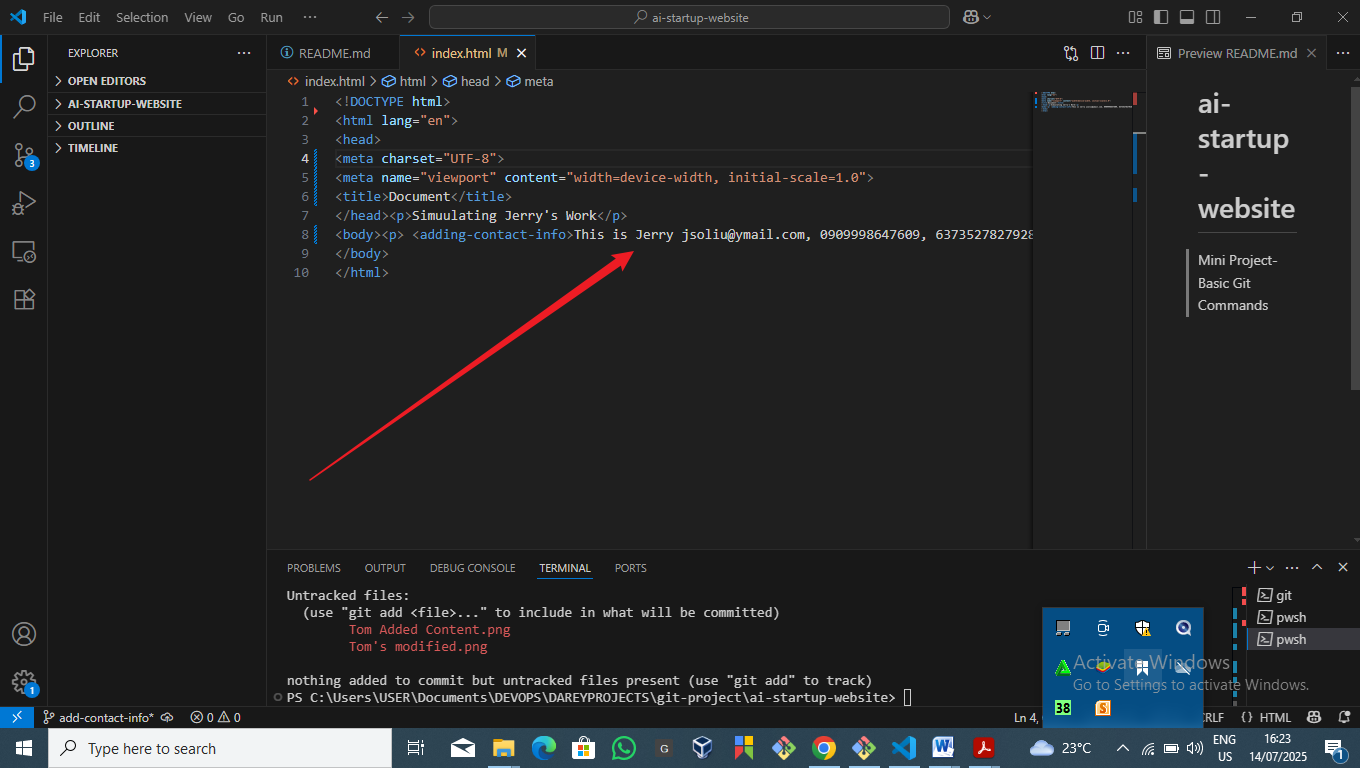 File Edit Selection View Go Run ···
ai-startup-website
EXPLORER
OPEN EDITORS
AI-STARTUP-WEBSITE
OUTLINE
TIMELINE
3
1
README.md
index.html M
index.html > html > head > meta
1 <!DOCTYPE html>
2 <html lang="en">
3 <head>
4 <meta charset="UTF-8">
5 <meta name="viewport" content="width=device-width, initial-scale=1.0">
6 <title>Document</title>
7 </head><p>Simuulating Jerry's Work</p>
8 <body><p> <adding-contact-info>This is Jerry jsoliu@ymail.com, 0909998647609, 6373527827928
9 </body>
10 </html>
Preview README.md
ai-
startup
-
website
Mini Project-
Basic Git
Commands
PROBLEMS OUTPUT DEBUG CONSOLE TERMINAL PORTS
Untracked files:
(use "git add <file>..." to include in what will be committed)
Tom Added Content.png
Tom's modified.png
nothing added to commit but untracked files present (use "git add" to track)
PS C:\Users\USER\Documents\DEVOPS\DAREYPROJECTS\git-project\ai-startup-website>
git
pwsh
pwsh
Activate Windows
Go to Settings to activate Windows.
38
S
add-contact-info* 0 0
Ln 4,
CRLF {} HTML
Type here to search
G
23°C
ENG
US
16:23
14/07/2025
1